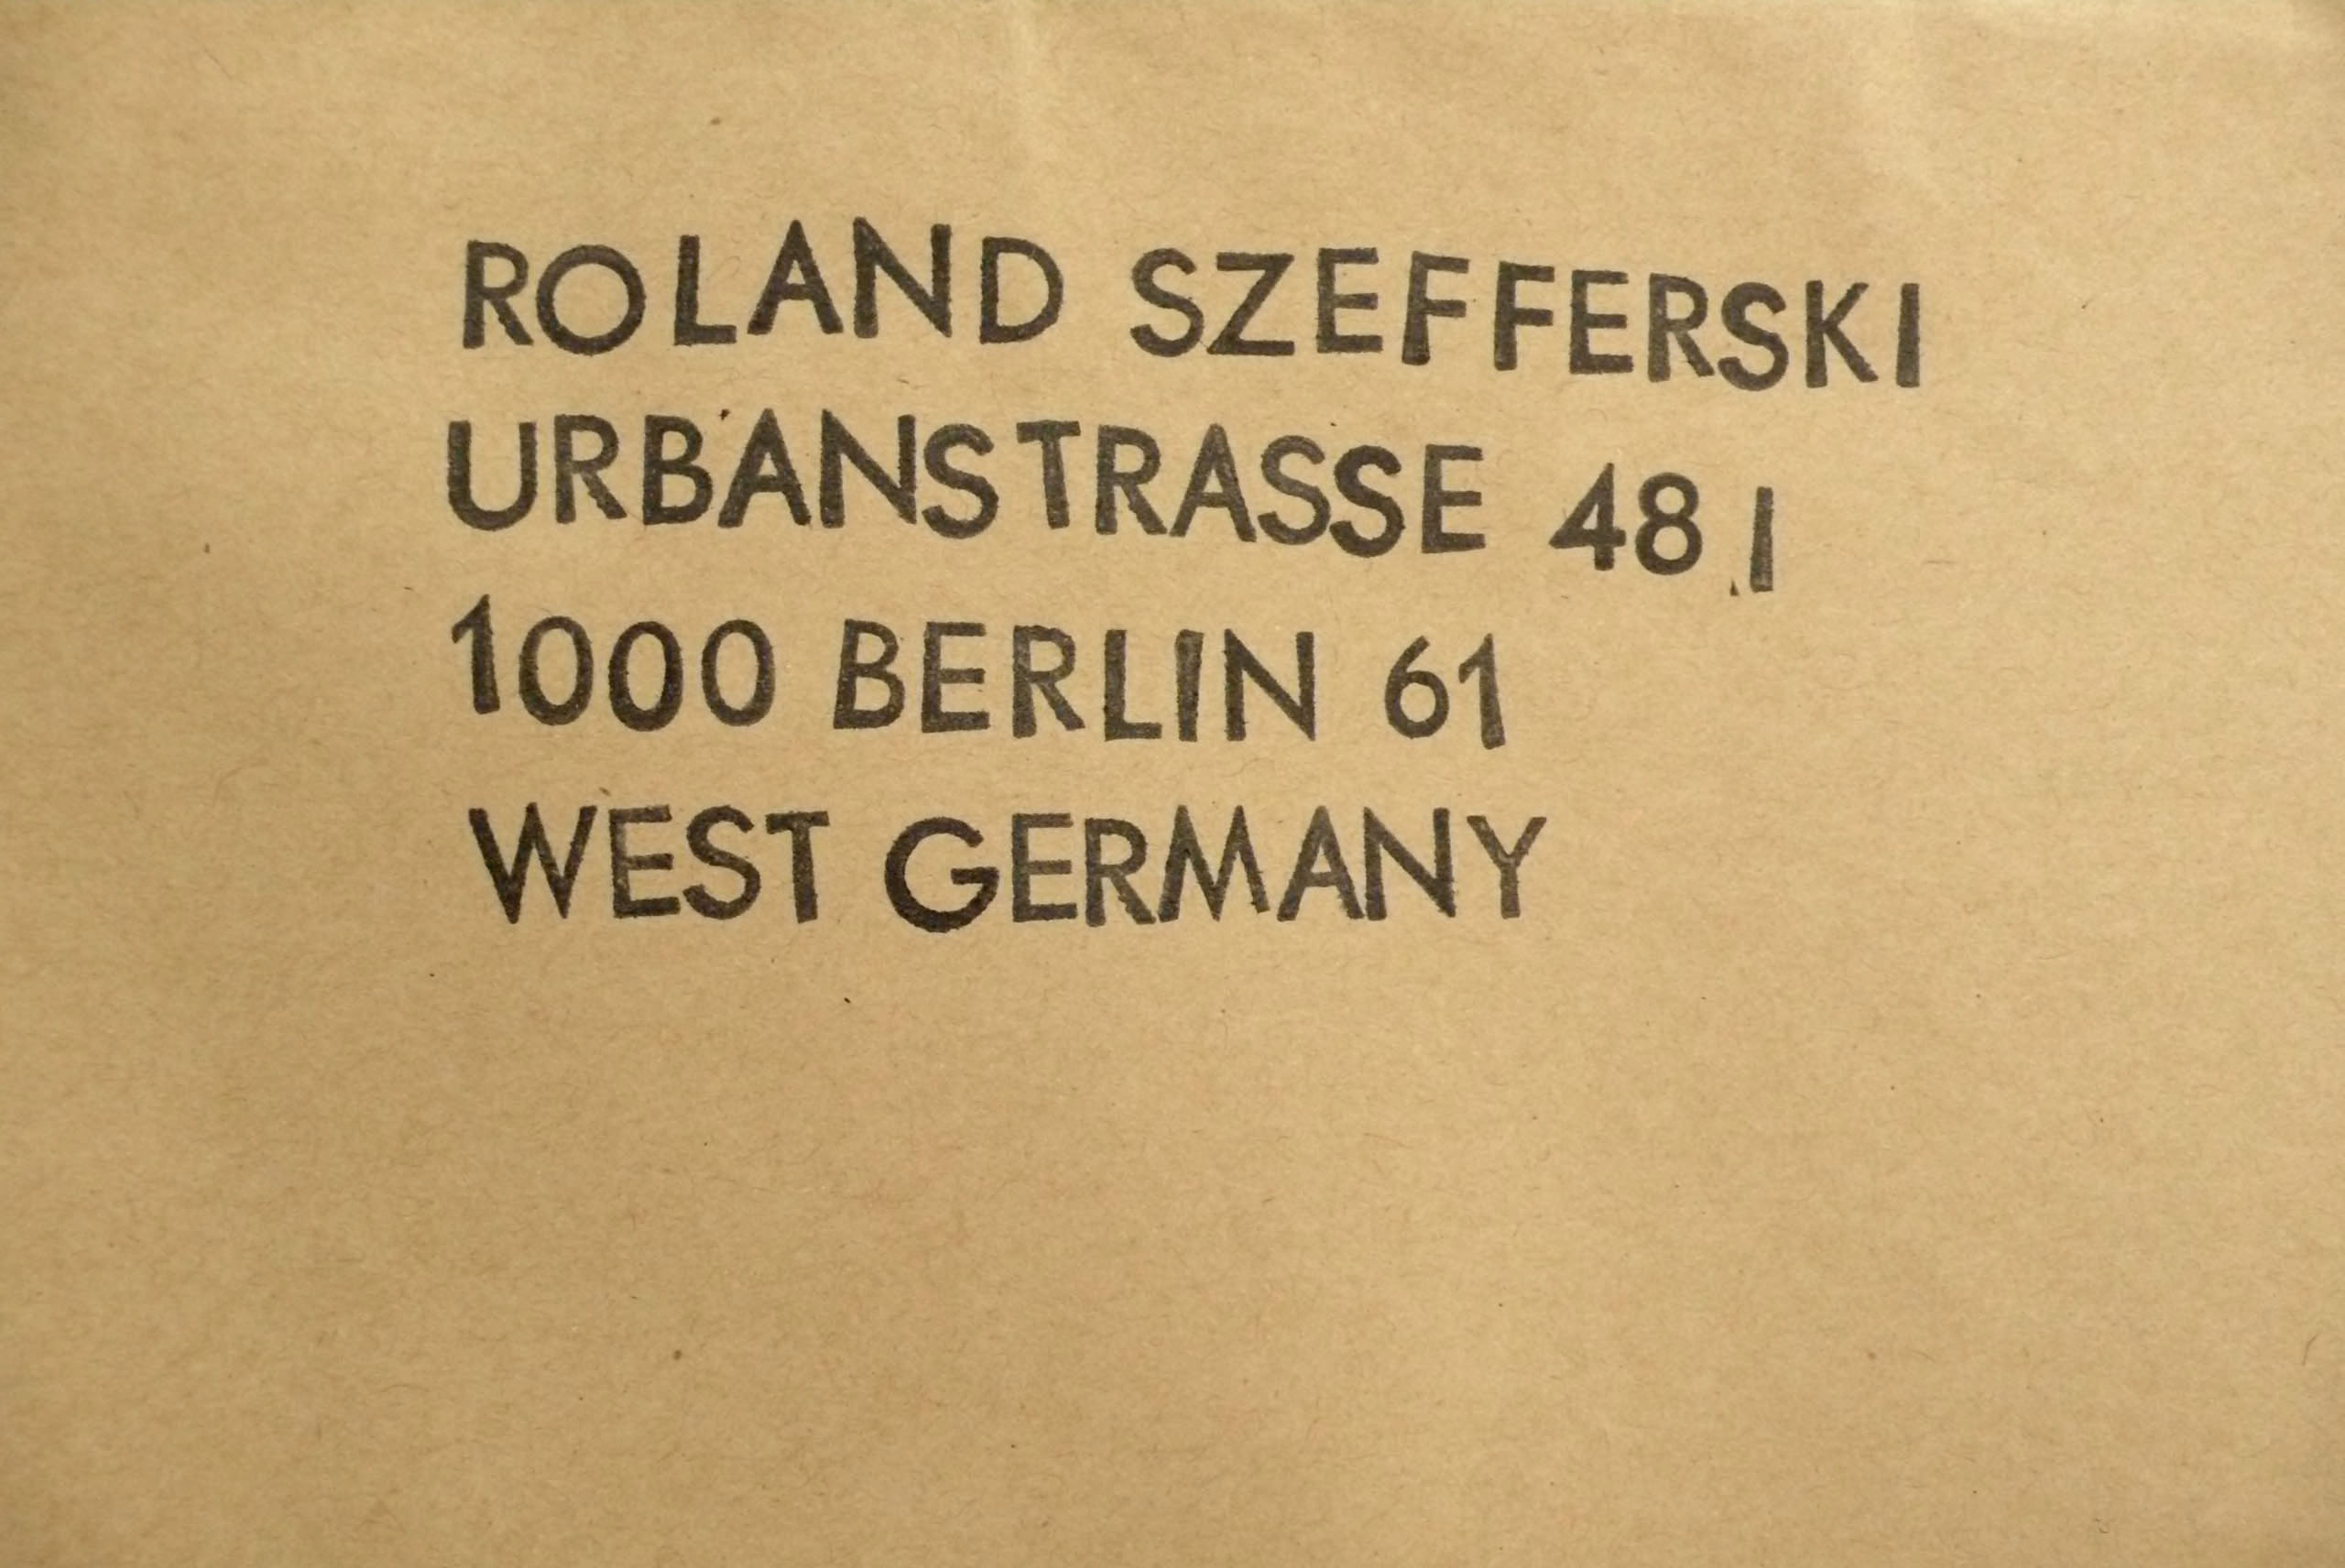 ROLAND SZEFFERSKI
URBANSTRASSE 48 I
1000 BERLIN 61
WEST GERMANY